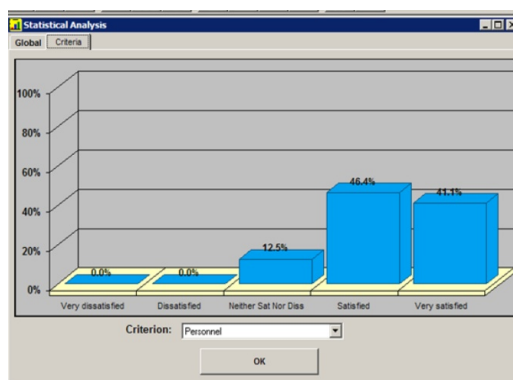 Statistical Analysis
Global Criteria
100%
80%
60%
40%
20%
0%
0.0%
0.0%
12.5%
46.4%
41.1%
Very dissatisfied Dissatisfied Neither Sat Nor Diss Satisfied Very satisfied
Criterion: Personnel
OK